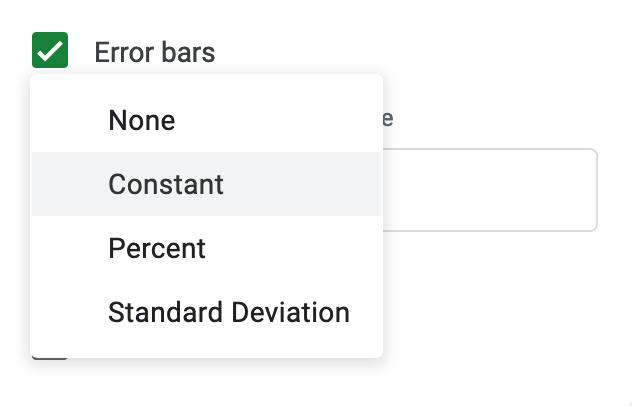 Error bars
None
Constant
Percent
Standard Deviation